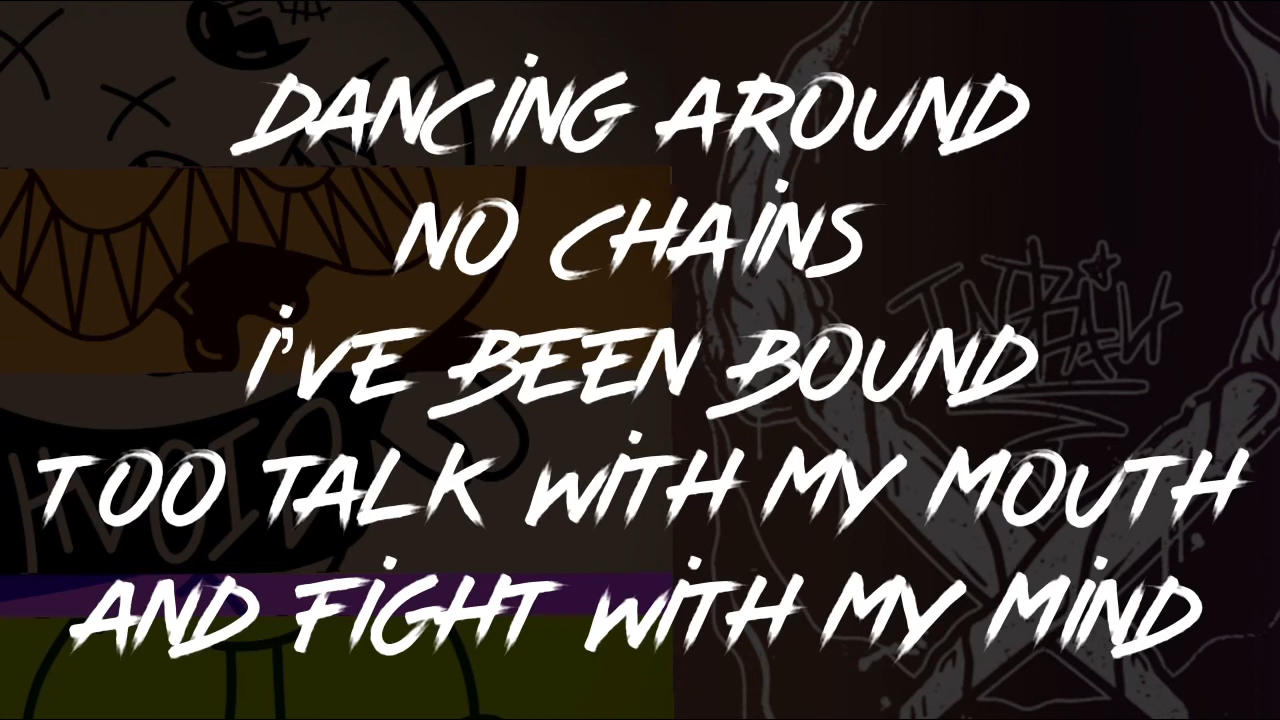 DANCING AROUND
NO CHAINS
I'VE BEEN BOUND
TOO TALK WITH MY MOUTH
AND FIGHT WITH MY MIND